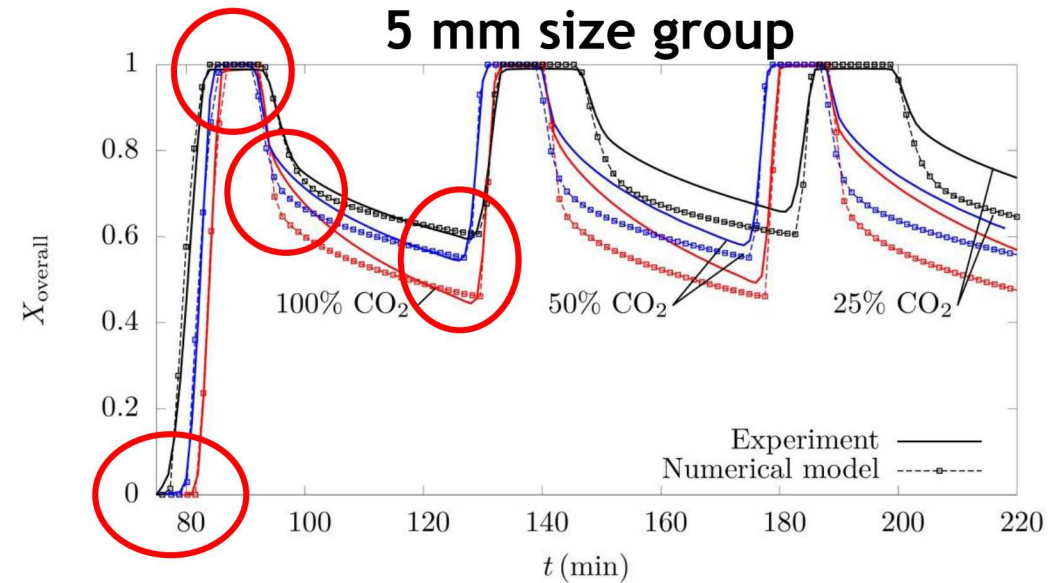 5 mm size group
1
0.8
0.6
0.4
0.2
0
X_overall
100% CO₂
50% CO₂
25% CO₂
Experiment
Numerical model
80 100 120 140 160 180 200 220
t (min)